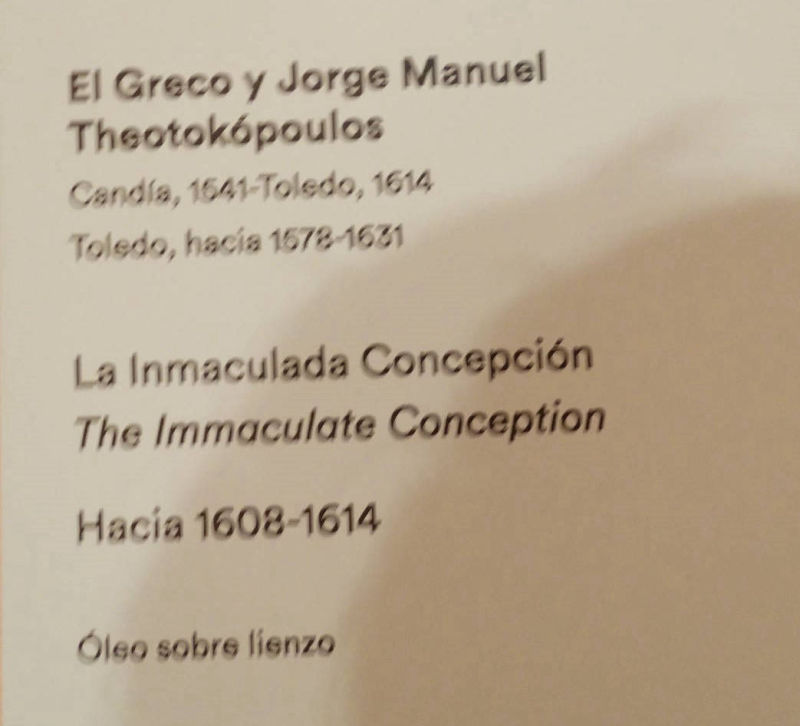 El Greco y Jorge Manuel
Theotokópoulos
Candía, 1541-Toledo, 1614
Toledo, hacia 1578-1631
La Inmaculada Concepción
The Immaculate Conception
Hacia 1608-1614
Óleo sobre lienzo